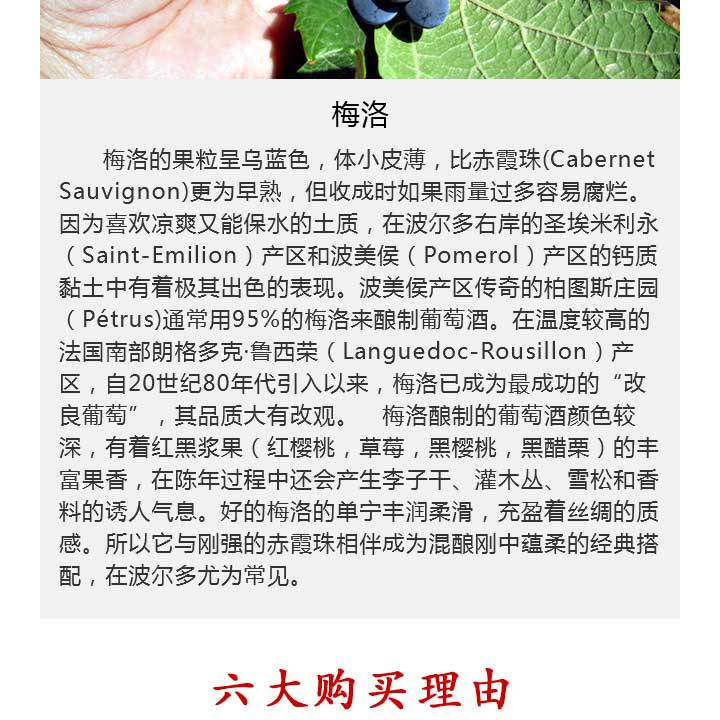 梅洛
梅洛的果粒呈乌蓝色，体小皮薄，比赤霞珠(Cabernet
Sauvignon)更为早熟，但收成时如果雨量过多容易腐烂。
因为喜欢凉爽又能保水的土质，在波尔多右岸的圣埃米利永
（Saint-Emilion）产区和波美侯（Pomerol）产区的钙质
黏土中有着极其出色的表现。波美侯产区传奇的柏图斯庄园
（Pétrus)通常用95%的梅洛来酿制葡萄酒。在温度较高的
法国南部朗格多克·鲁西荣（Languedoc-Rousillon）产
区，自20世纪80年代引入以来，梅洛已成为最成功的“改
良葡萄”，其品质大有改观。　梅洛酿制的葡萄酒颜色较
深，有着红黑浆果（红樱桃，草莓，黑樱桃，黑醋栗）的丰
富果香，在陈年过程中还会产生李子干、灌木丛、雪松和香
料的诱人气息。好的梅洛的单宁丰润柔滑，充盈着丝绸的质
感。所以它与刚强的赤霞珠相伴成为混酿刚中蕴柔的经典搭
配，在波尔多尤为常见。
六大购买理由